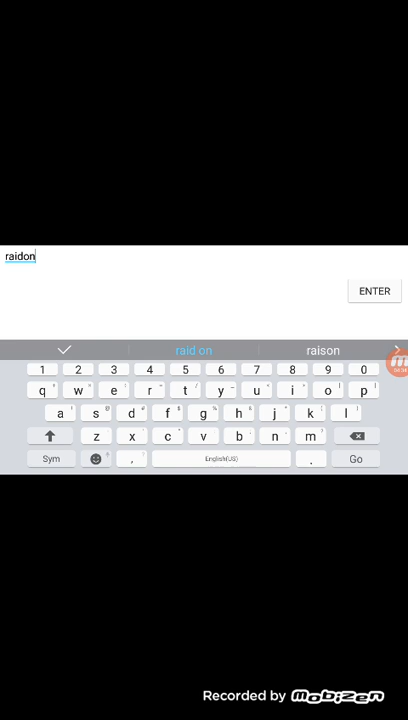 raidon
ENTER
raid on raison
1 2 3 4 5 6 7 8 9 0
q w e r t y u i o p
a s d f g h j k l
z x c v b n m
Sym , English(US) . Go
Recorded by mobizen